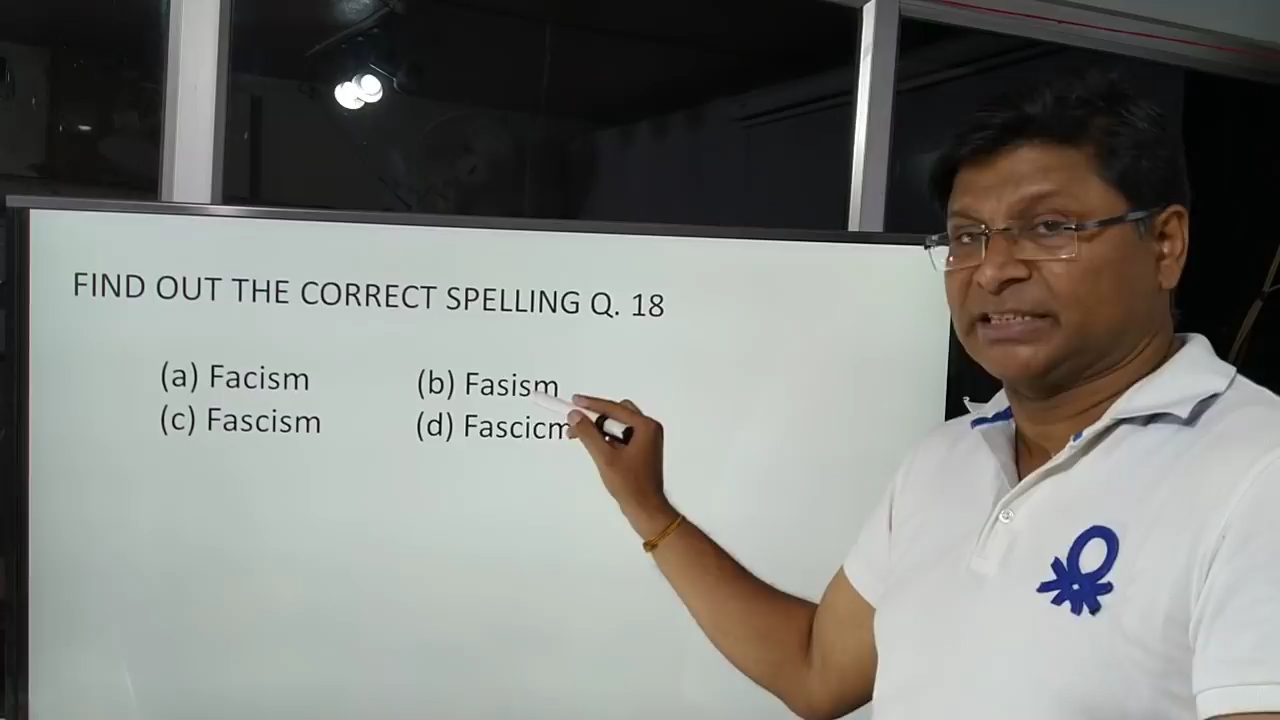 FIND OUT THE CORRECT SPELLING Q. 18
(a) Facism (b) Fasism
(c) Fascism (d) Fascicm